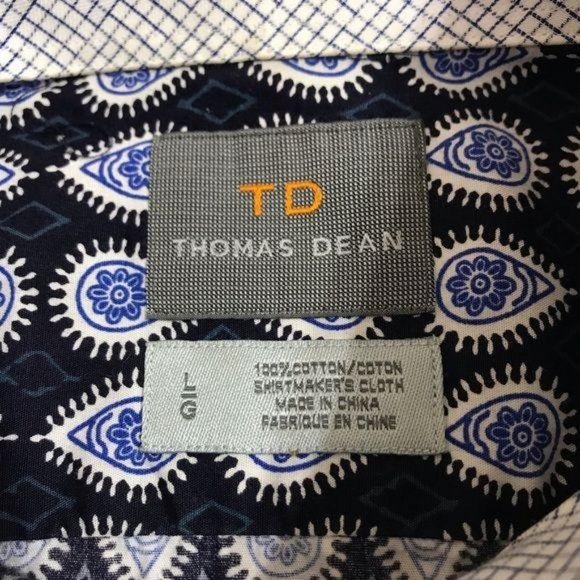 TD
THOMAS DEAN
L
G
100%COTTON/COTON
SHIRTMAKER'S CLOTH
MADE IN CHINA
FABRIQUE EN CHINE